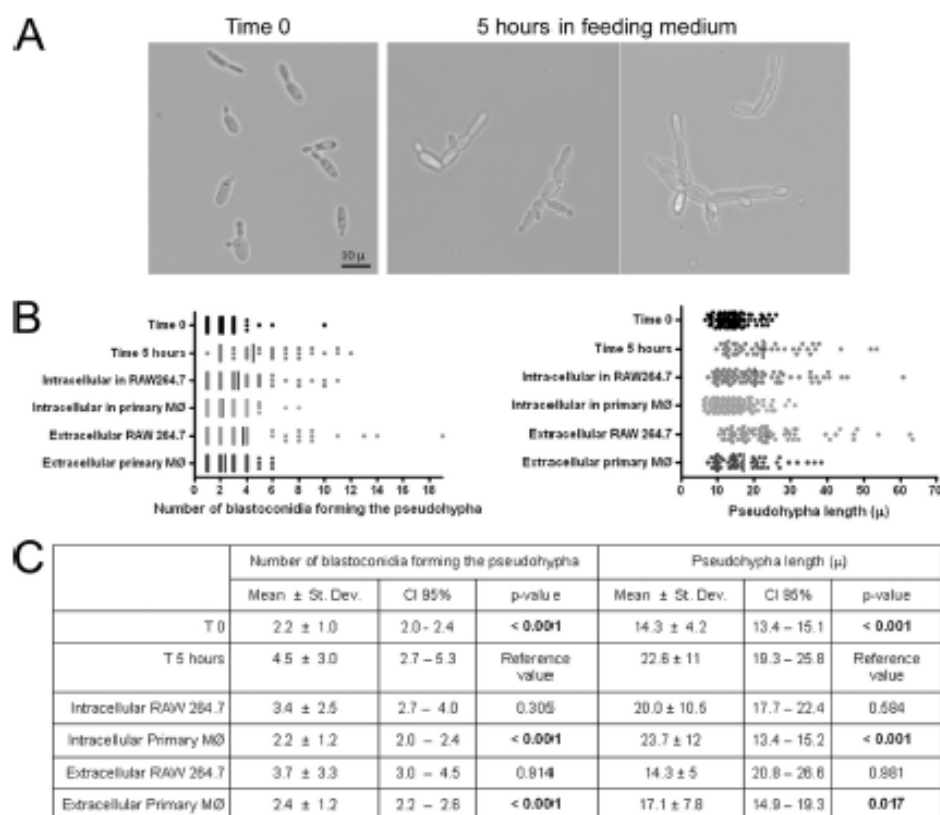 A
Time 0
5 hours in feeding medium
10 µ
B
Time 0
Time 5 hours
Intracellular in RAW264.7
Intracellular in primary MØ
Extracellular RAW 264.7
Extracellular primary MØ
0 2 4 6 8 10 12 14 16 18
Number of blastoconidia forming the pseudohypha
Time 0
Time 5 hours
Intracellular in RAW264.7
Intracellular in primary MØ
Extracellular RAW 264.7
Extracellular primary MØ
0 10 20 30 40 50 60 70
Pseudohypha length (µ)
C
Number of blastoconidia forming the pseudohypha Pseudohypha length (µ)
Mean ± St. Dev. CI 95% p-value Mean ± St. Dev. CI 95% p-value
T 0 2.2 ± 1.0 2.0 - 2.4 < 0.001 14.3 ± 4.2 13.4 – 15.1 < 0.001
T 5 hours 4.5 ± 3.0 2.7 – 5.3 Reference value 22.6 ± 11 19.3 – 25.8 Reference value
Intracellular RAW 264.7 3.4 ± 2.5 2.7 – 4.0 0.305 20.0 ± 10.5 17.7 – 22.4 0.584
Intracellular Primary MØ 2.2 ± 1.2 2.0 – 2.4 < 0.001 23.7 ± 12 13.4 – 15.2 < 0.001
Extracellular RAW 264.7 3.7 ± 3.3 3.0 – 4.5 0.814 14.3 ± 5 20.8 – 26.6 0.981
Extracellular Primary MØ 2.4 ± 1.2 2.2 – 2.6 < 0.001 17.1 ± 7.8 14.9 – 19.3 0.017